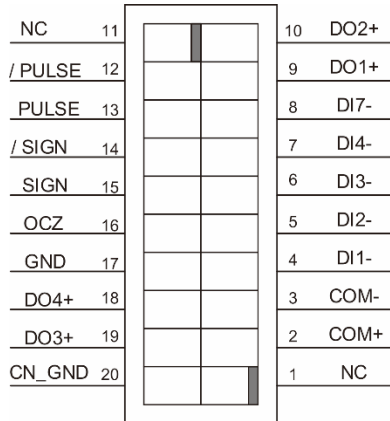 NC 11 10 DO2+
/ PULSE 12 9 DO1+
PULSE 13 8 DI7-
/ SIGN 14 7 DI4-
SIGN 15 6 DI3-
OCZ 16 5 DI2-
GND 17 4 DI1-
DO4+ 18 3 COM-
DO3+ 19 2 COM+
CN_GND 20 1 NC